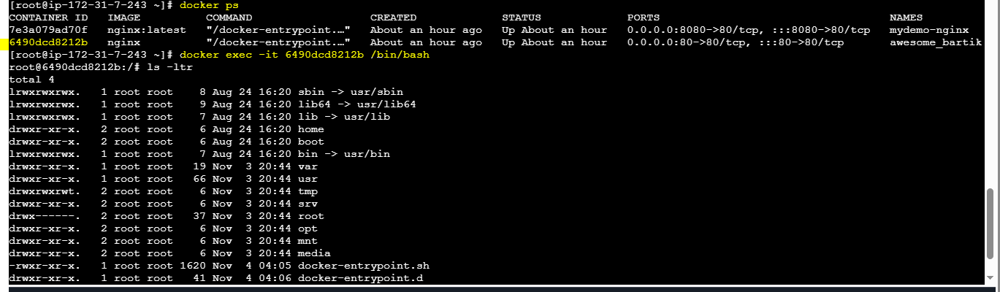 [root@ip-172-31-7-243 ~]# docker ps
CONTAINER ID   IMAGE          COMMAND                  CREATED             STATUS             PORTS                                   NAMES
7e3a079ad70f   nginx:latest   "/docker-entrypoint.…"   About an hour ago   Up About an hour   0.0.0.0:8080->80/tcp, :::8080->80/tcp   mydemo-nginx
6490dcd8212b   nginx          "/docker-entrypoint.…"   About an hour ago   Up About an hour   0.0.0.0:80->80/tcp, :::80->80/tcp       awesome_bartik
[root@ip-172-31-7-243 ~]# docker exec -it 6490dcd8212b /bin/bash
root@6490dcd8212b:/# ls -ltr
total 4
lrwxrwxrwx.   1 root root    8 Aug 24 16:20 sbin -> usr/sbin
lrwxrwxrwx.   1 root root    9 Aug 24 16:20 lib64 -> usr/lib64
lrwxrwxrwx.   1 root root    7 Aug 24 16:20 lib -> usr/lib
drwxr-xr-x.   2 root root    6 Aug 24 16:20 home
drwxr-xr-x.   2 root root    6 Aug 24 16:20 boot
lrwxrwxrwx.   1 root root    7 Aug 24 16:20 bin -> usr/bin
drwxr-xr-x.   1 root root   19 Nov  3 20:44 var
drwxr-xr-x.   1 root root   66 Nov  3 20:44 usr
drwxrwxrwt.   2 root root    6 Nov  3 20:44 tmp
drwxr-xr-x.   2 root root    6 Nov  3 20:44 srv
drwx------.   2 root root   37 Nov  3 20:44 root
drwxr-xr-x.   2 root root    6 Nov  3 20:44 opt
drwxr-xr-x.   2 root root    6 Nov  3 20:44 mnt
drwxr-xr-x.   2 root root    6 Nov  3 20:44 media
-rwxr-xr-x.   1 root root 1620 Nov  4 04:05 docker-entrypoint.sh
drwxr-xr-x.   1 root root   41 Nov  4 04:06 docker-entrypoint.d